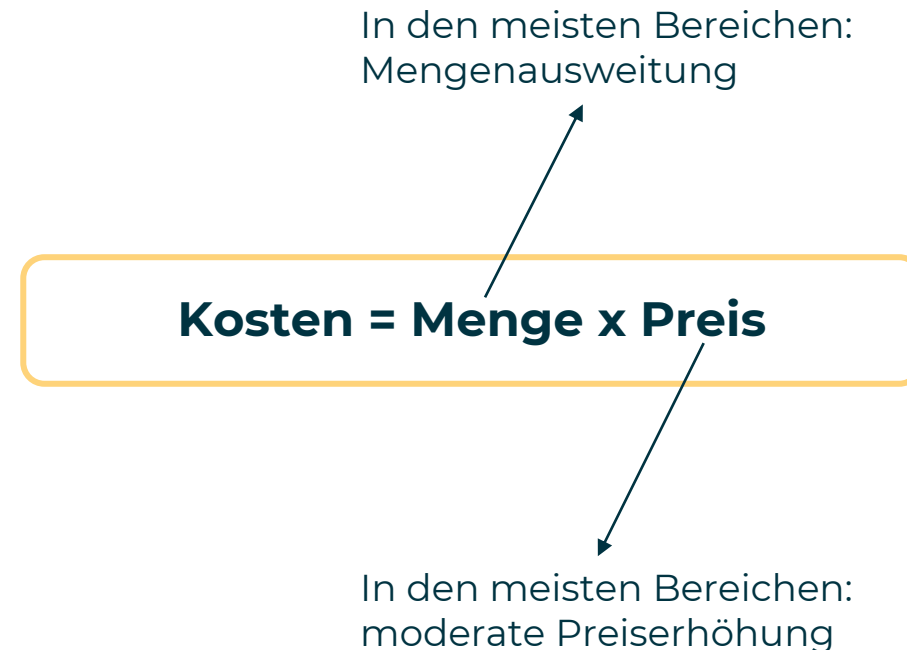 In den meisten Bereichen:
Mengenausweitung
Kosten = Menge x Preis
In den meisten Bereichen:
moderate Preiserhöhung